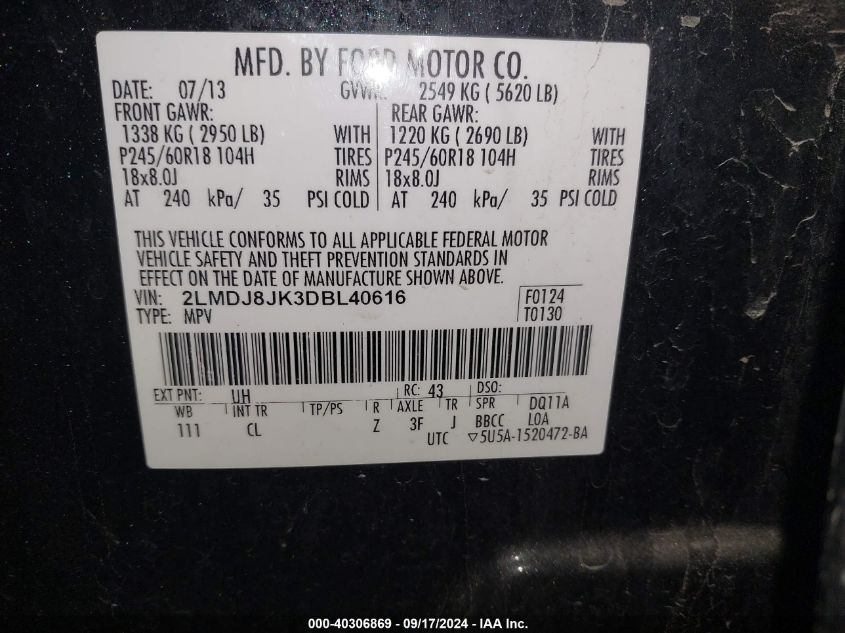 MFD. BY FORD MOTOR CO.
DATE: 07/13 GVWR: 2549 KG ( 5620 LB)
FRONT GAWR: REAR GAWR:
1338 KG ( 2950 LB) WITH 1220 KG ( 2690 LB) WITH
P245/60R18 104H TIRES P245/60R18 104H TIRES
18x8.0J RIMS 18x8.0J RIMS
AT 240 kPa/ 35 PSI COLD AT 240 kPa/ 35 PSI COLD
THIS VEHICLE CONFORMS TO ALL APPLICABLE FEDERAL MOTOR
VEHICLE SAFETY AND THEFT PREVENTION STANDARDS IN
EFFECT ON THE DATE OF MANUFACTURE SHOWN ABOVE.
VIN: 2LMDJ8JK3DBL40616 F0124
TYPE: MPV T0130
EXT PNT: UH RC: 43 DSO:
WB INT TR TP/PS R AXLE TR SPR DQ11A
111 CL Z 3F J BBCC LOA
UTC ▽5U5A-1520472-BA
000-40306869 - 09/17/2024 - IAA Inc.